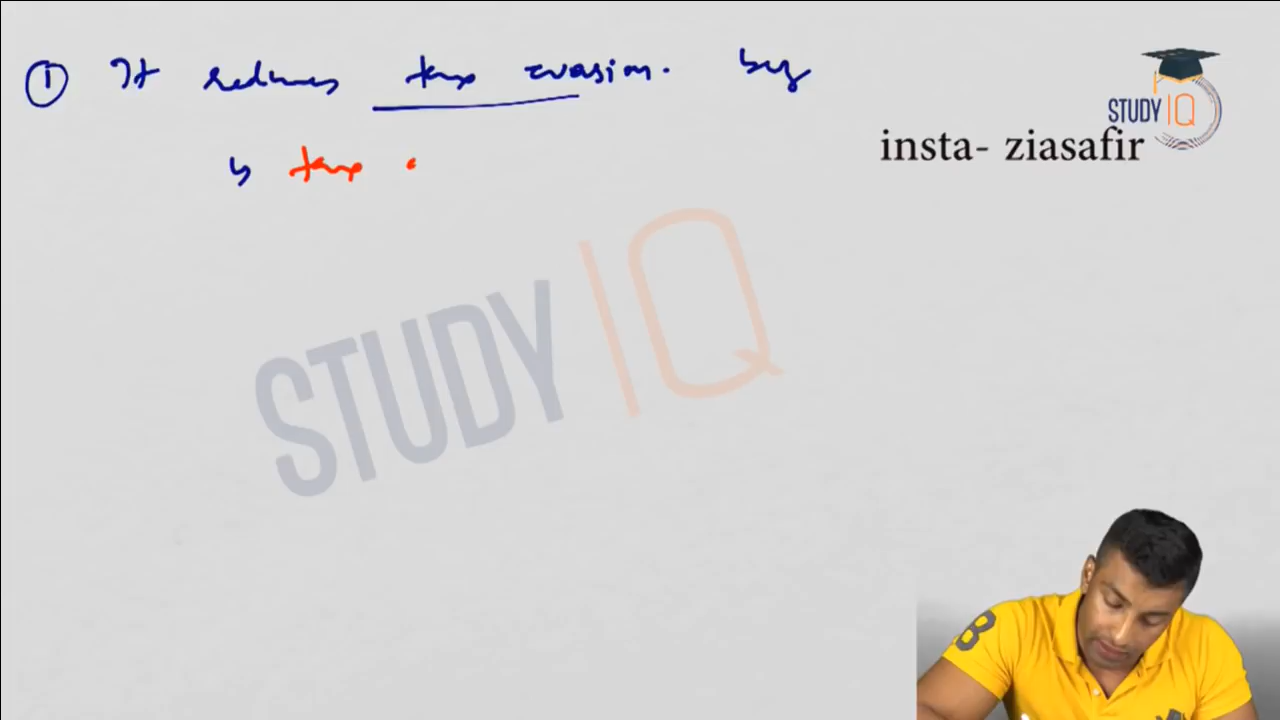 ① It reduces tax evasion. by
STUDY IQ
insta- ziasafir
↳ tax
STUDY IQ
B